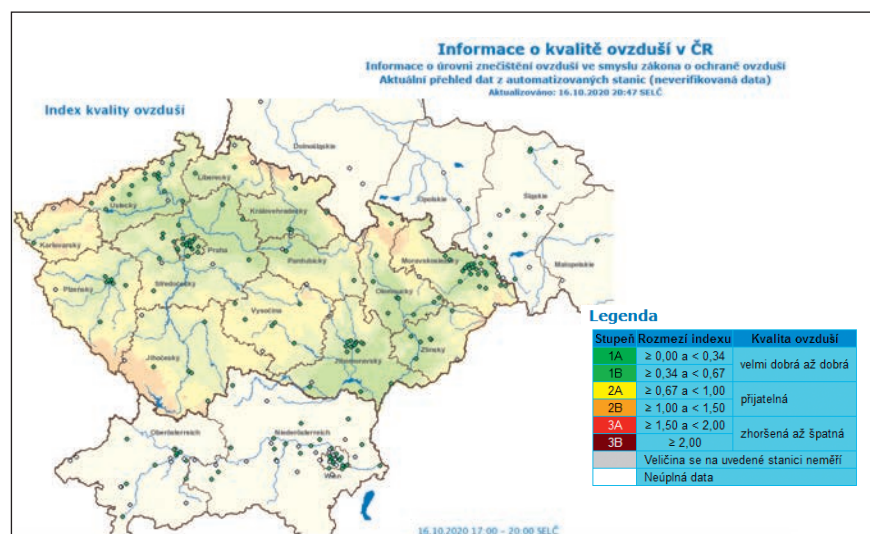 Informace o kvalitě ovzduší v ČR
Informace o úrovni znečištění ovzduší ve smyslu zákona o ochraně ovzduší
Aktuální přehled dat z automatizovaných stanic (neverifikovaná data)
Aktualizováno: 16.10.2020 20:47 SELČ
Index kvality ovzduší
Dolnośląskie
Liberecký
Opolskie
Śląskie
Ústecký
Královéhradecký
Karlovarský
Praha
Pardubický
Moravskoslezský
Małopolskie
Plzeňský
Středočeský
Olomoucký
Vysočina
Jihočeský
Jihomoravský
Zlínský
Oberösterreich
Niederösterreich
Wien
Legenda
Stupeň Rozmezí indexu Kvalita ovzduší
1A ≥ 0,00 a < 0,34 velmi dobrá až dobrá
1B ≥ 0,34 a < 0,67
2A ≥ 0,67 a < 1,00 přijatelná
2B ≥ 1,00 a < 1,50
3A ≥ 1,50 a < 2,00 zhoršená až špatná
3B ≥ 2,00
Veličina se na uvedené stanici neměří
Neúplná data
16.10.2020 17:00 – 20:00 SELČ